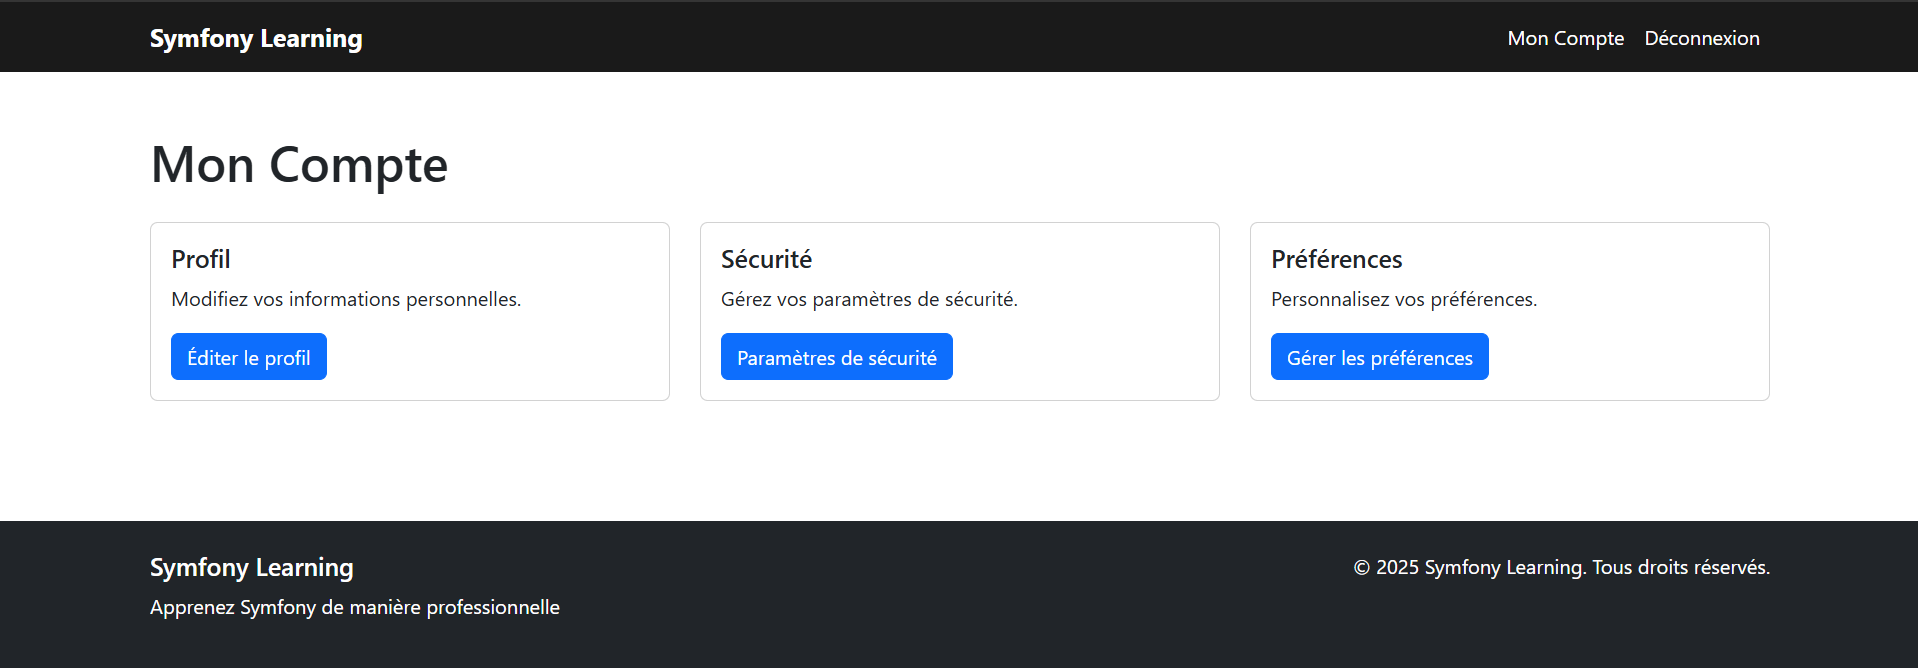 Symfony Learning
Mon Compte
Déconnexion
Mon Compte
Profil
Modifiez vos informations personnelles.
Éditer le profil
Sécurité
Gérez vos paramètres de sécurité.
Paramètres de sécurité
Préférences
Personnalisez vos préférences.
Gérer les préférences
Symfony Learning
Apprenez Symfony de manière professionnelle
© 2025 Symfony Learning. Tous droits réservés.